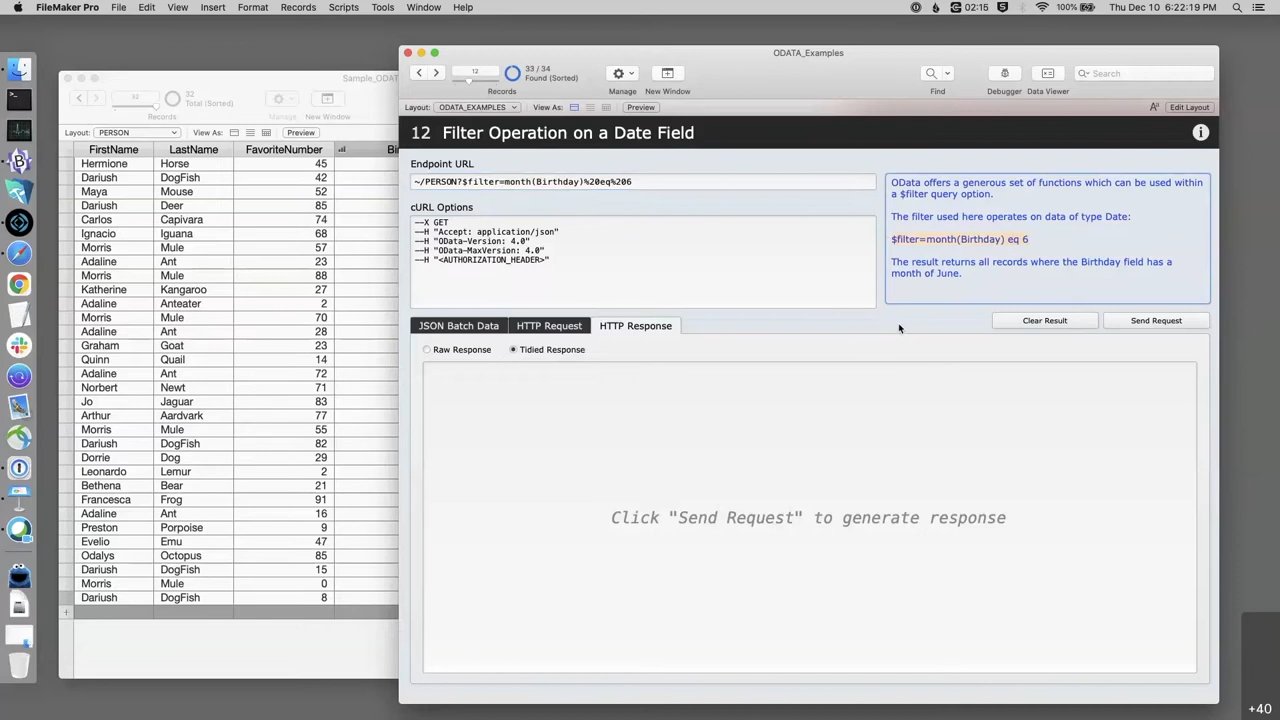 FileMaker Pro File Edit View Insert Format Records Scripts Tools Window Help 02:15 100% Thu Dec 10 6:22:19 PM
ODATA_Examples
12
33 / 34
Found (Sorted)
Records Manage New Window Find Debugger Data Viewer
Search
Layout: ODATA_EXAMPLES View As: Preview Edit Layout
12 Filter Operation on a Date Field
Endpoint URL
~/PERSON?$filter=month(Birthday)%20eq%206
cURL Options
--X GET
--H "Accept: application/json"
--H "OData-Version: 4.0"
--H "OData-MaxVersion: 4.0"
--H "<AUTHORIZATION_HEADER>"
OData offers a generous set of functions which can be used within
a $filter query option.
The filter used here operates on data of type Date:
$filter=month(Birthday) eq 6
The result returns all records where the Birthday field has a
month of June.
Clear Result Send Request
JSON Batch Data HTTP Request HTTP Response
Raw Response Tidied Response
Click "Send Request" to generate response
Sample_ODAT
32
32
Total (Sorted)
Records Manage New Window
Layout: PERSON View As: Preview
FirstName LastName FavoriteNumber Bi
Hermione Horse 45
Dariush DogFish 42
Maya Mouse 52
Dariush Deer 85
Carlos Capivara 74
Ignacio Iguana 68
Morris Mule 57
Adaline Ant 23
Morris Mule 88
Katherine Kangaroo 27
Adaline Anteater 2
Morris Mule 70
Adaline Ant 28
Graham Goat 23
Quinn Quail 14
Adaline Ant 72
Norbert Newt 71
Jo Jaguar 83
Arthur Aardvark 77
Morris Mule 55
Dariush DogFish 82
Dorrie Dog 29
Leonardo Lemur 2
Bethena Bear 21
Francesca Frog 91
Adaline Ant 16
Preston Porpoise 9
Evelio Emu 47
Odalys Octopus 85
Dariush DogFish 15
Morris Mule 0
Dariush DogFish 8
+40